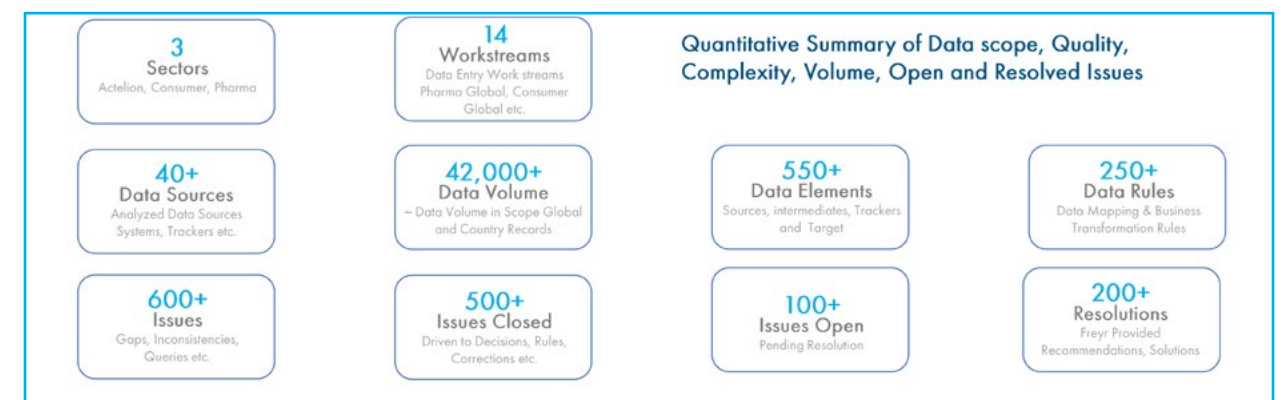 3
Sectors
Actelion, Consumer, Pharma
14
Workstreams
Data Entry Work streams
Pharma Global, Consumer
Global etc.
Quantitative Summary of Data scope, Quality,
Complexity, Volume, Open and Resolved Issues
40+
Data Sources
Analyzed Data Sources
Systems, Trackers etc.
42,000+
Data Volume
~ Data Volume in Scope Global
and Country Records
550+
Data Elements
Sources, intermediates, Trackers
and Target
250+
Data Rules
Data Mapping & Business
Transformation Rules
600+
Issues
Gaps, Inconsistencies,
Queries etc.
500+
Issues Closed
Driven to Decisions, Rules,
Corrections etc.
100+
Issues Open
Pending Resolution
200+
Resolutions
Freyr Provided
Recommendations, Solutions